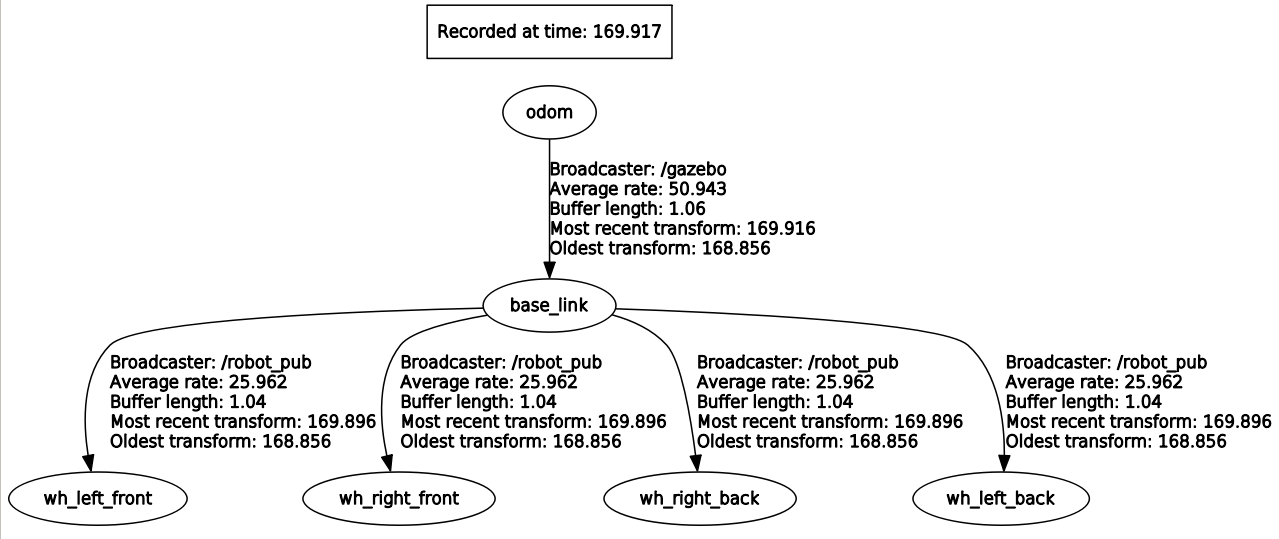 Recorded at time: 169.917
odom
Broadcaster: /gazebo
Average rate: 50.943
Buffer length: 1.06
Most recent transform: 169.916
Oldest transform: 168.856
base_link
Broadcaster: /robot_pub
Average rate: 25.962
Buffer length: 1.04
Most recent transform: 169.896
Oldest transform: 168.856
Broadcaster: /robot_pub
Average rate: 25.962
Buffer length: 1.04
Most recent transform: 169.896
Oldest transform: 168.856
Broadcaster: /robot_pub
Average rate: 25.962
Buffer length: 1.04
Most recent transform: 169.896
Oldest transform: 168.856
Broadcaster: /robot_pub
Average rate: 25.962
Buffer length: 1.04
Most recent transform: 169.896
Oldest transform: 168.856
wh_left_front
wh_right_front
wh_right_back
wh_left_back